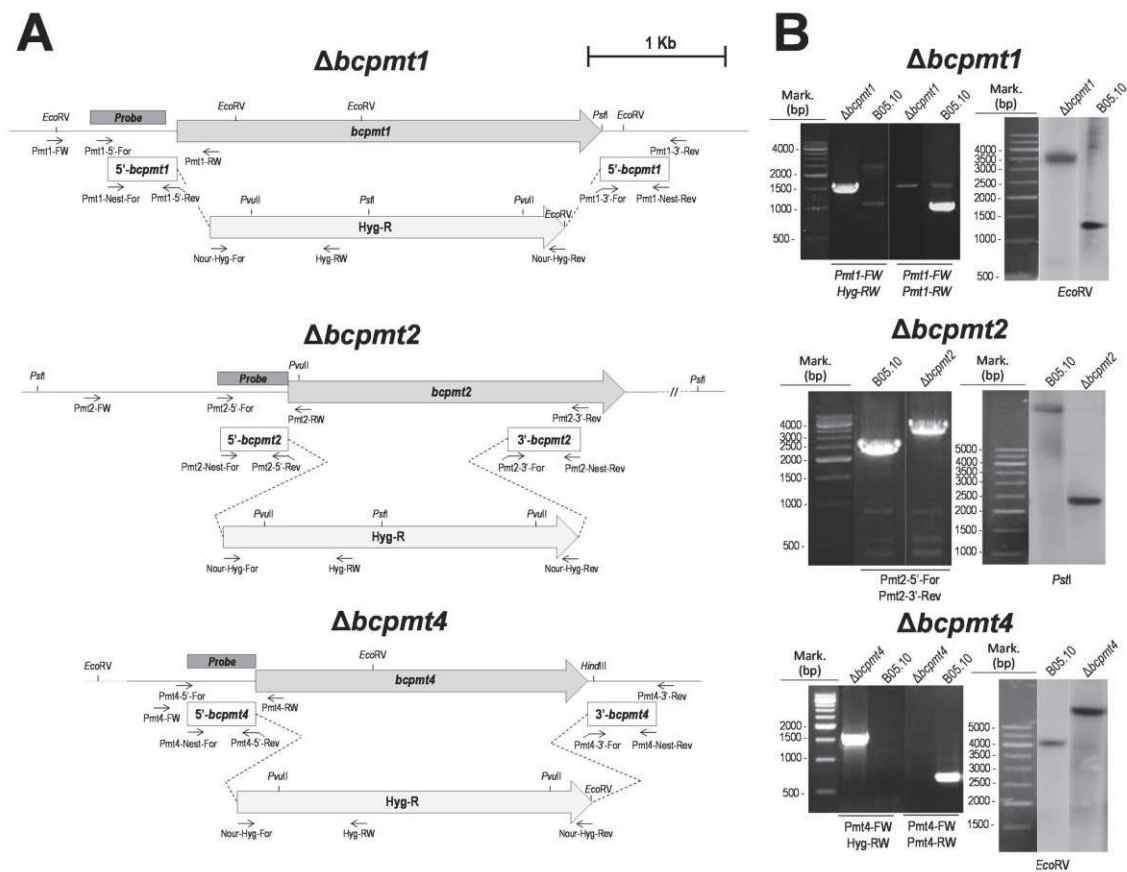 A
B
Δbcpmt1
1 Kb
EcoRV
Probe
EcoRV
EcoRV
PstI
EcoRV
bcpmt1
Pmt1-FW
Pmt1-5'-For
Pmt1-RW
Pmt1-3'-Rev
5'-bcpmt1
5'-bcpmt1
Pmt1-Nest-For
Pmt1-5'-Rev
Pmt1-3'-For
Pmt1-Nest-Rev
PvuII
PstI
PvuII
EcoRV
Hyg-R
Nour-Hyg-For
Hyg-RW
Nour-Hyg-Rev
Δbcpmt2
PstI
Probe
PvuII
PstI
bcpmt2
//
Pmt2-FW
Pmt2-5'-For
Pmt2-RW
Pmt2-3'-Rev
5'-bcpmt2
3'-bcpmt2
Pmt2-Nest-For
Pmt2-5'-Rev
Pmt2-3'-For
Pmt2-Nest-Rev
PvuII
PstI
PvuII
Hyg-R
Nour-Hyg-For
Hyg-RW
Nour-Hyg-Rev
Δbcpmt4
EcoRV
Probe
EcoRV
HindIII
bcpmt4
Pmt4-5'-For
Pmt4-FW
Pmt4-RW
Pmt4-3'-Rev
5'-bcpmt4
3'-bcpmt4
Pmt4-Nest-For
Pmt4-5'-Rev
Pmt4-3'-For
Pmt4-Nest-Rev
PvuII
PvuII
EcoRV
Hyg-R
Nour-Hyg-For
Hyg-RW
Nour-Hyg-Rev
Δbcpmt1
Mark.
(bp)
Δbcpmt1
B05.10
Δbcpmt1
B05.10
4000 -
2000 -
1500 -
1000 -
500 -
Pmt1-FW
Hyg-RW
Pmt1-FW
Pmt1-RW
Mark.
(bp)
Δbcpmt1
B05.10
4000 -
3500 -
3000 -
2500 -
2000 -
1500 -
1000 -
500 -
EcoRV
Δbcpmt2
Mark.
(bp)
B05.10
Δbcpmt2
4000 -
3000 -
2500 -
2000 -
1500 -
1000 -
500 -
Pmt2-5'-For
Pmt2-3'-Rev
Mark.
(bp)
B05.10
Δbcpmt2
5000 -
4000 -
3000 -
2500 -
2000 -
1500 -
1000 -
PstI
Δbcpmt4
Mark.
(bp)
Δbcpmt4
B05.10
Δbcpmt4
B05.10
2000 -
1500 -
1000 -
500 -
Pmt4-FW
Hyg-RW
Pmt4-FW
Pmt4-RW
Mark.
(bp)
B05.10
Δbcpmt4
5000 -
4000 -
3000 -
2500 -
2000 -
1500 -
EcoRV